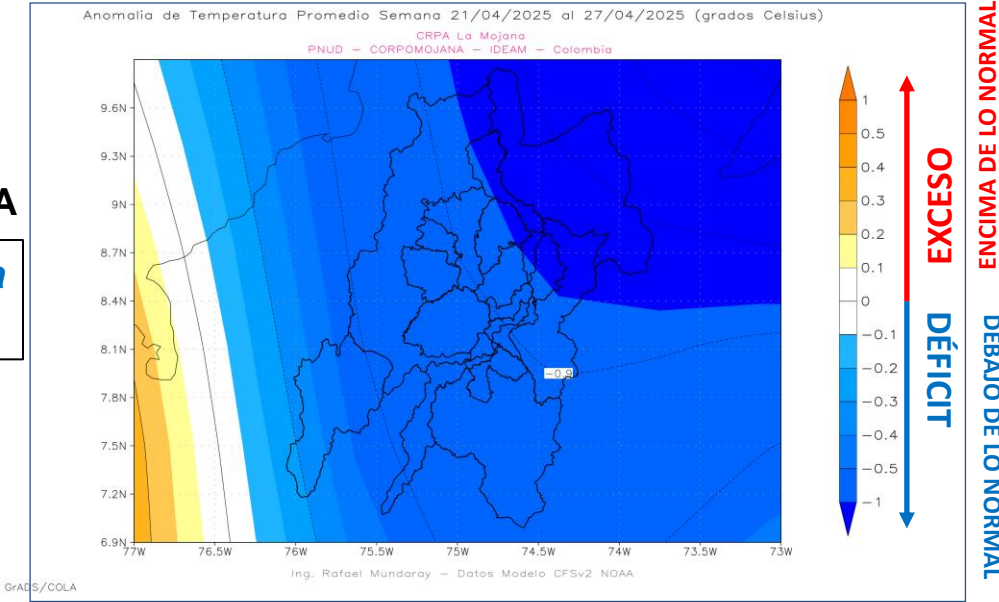 Anomalia de Temperatura Promedio Semana 21/04/2025 al 27/04/2025 (grados Celsius)
CRPA La Mojana
PNUD – CORPOMOJANA – IDEAM – Colombia
A
a
9.6N
9.3N
9N
8.7N
8.4N
8.1N
7.8N
7.5N
7.2N
6.9N
77W 76.5W 76W 75.5W 75W 74.5W 74W 73.5W 73W
-0.9
1
0.5
0.4
0.3
0.2
0.1
0
-0.1
-0.2
-0.3
-0.4
-0.5
-1
EXCESO
DÉFICIT
ENCIMA DE LO NORMAL
DEBAJO DE LO NORMAL
Ing. Rafael Mundaray – Datos Modelo CFSv2 NOAA
GrADS/COLA